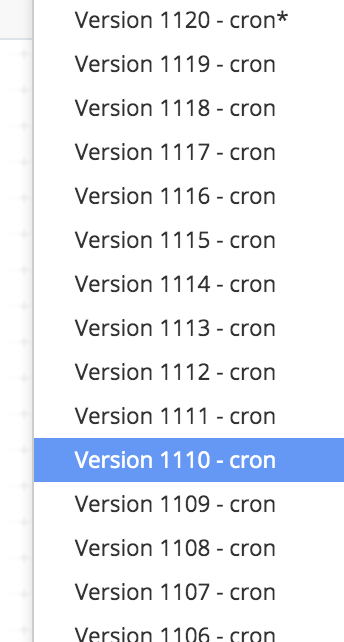 Version 1120 - cron*
Version 1119 - cron
Version 1118 - cron
Version 1117 - cron
Version 1116 - cron
Version 1115 - cron
Version 1114 - cron
Version 1113 - cron
Version 1112 - cron
Version 1111 - cron
Version 1110 - cron
Version 1109 - cron
Version 1108 - cron
Version 1107 - cron
Version 1106 - cron